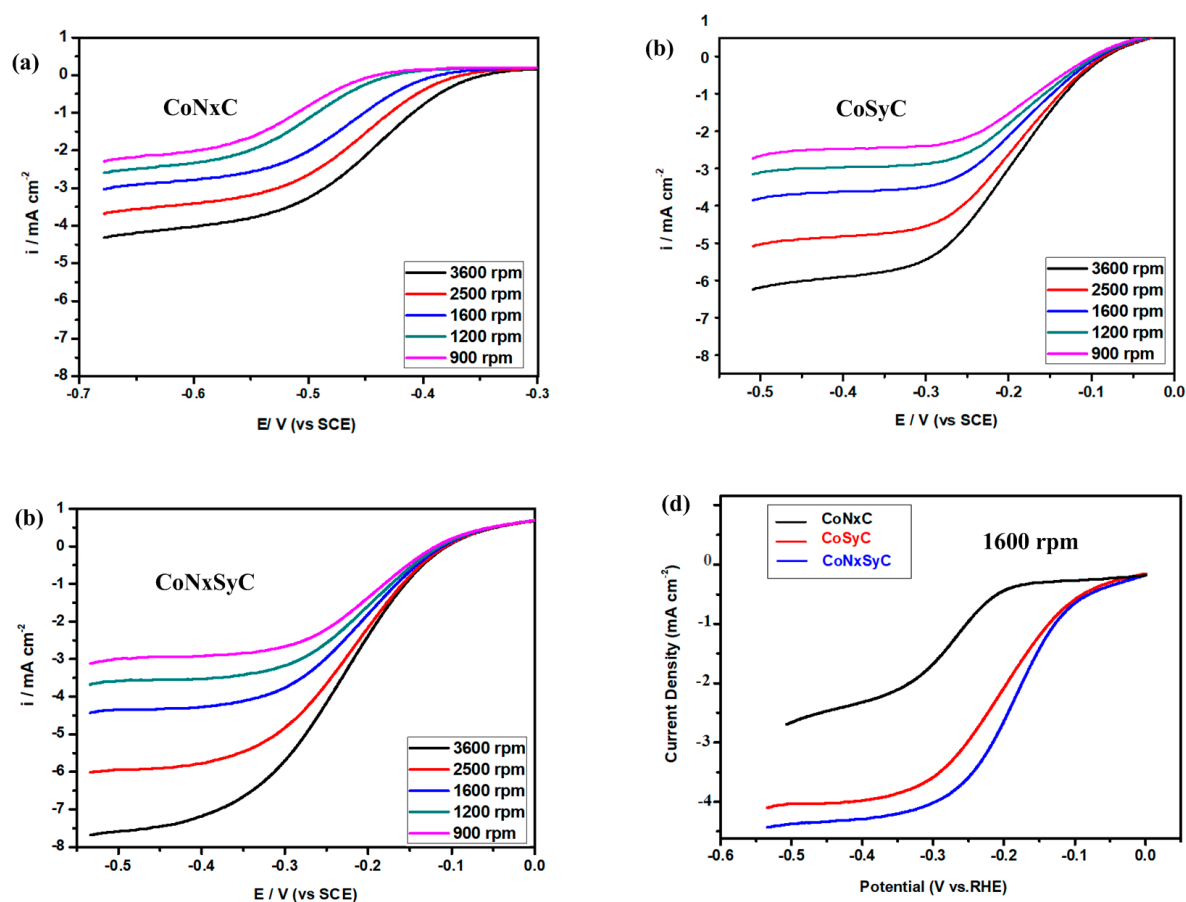 (a)
CoNxC
1
0
-1
-2
-3
-4
-5
-6
-7
-8
i / mA cm-2
3600 rpm
2500 rpm
1600 rpm
1200 rpm
900 rpm
-0.7
-0.6
-0.5
-0.4
-0.3
E/ V (vs SCE)
(b)
CoSyC
1
0
-1
-2
-3
-4
-5
-6
-7
-8
i / mA cm-2
3600 rpm
2500 rpm
1600 rpm
1200 rpm
900 rpm
-0.5
-0.4
-0.3
-0.2
-0.1
0.0
E / V (vs SCE)
(b)
CoNxSyC
1
0
-1
-2
-3
-4
-5
-6
-7
-8
i / mA cm-2
3600 rpm
2500 rpm
1600 rpm
1200 rpm
900 rpm
-0.5
-0.4
-0.3
-0.2
-0.1
0.0
E / V (vs SCE)
(d)
CoNxC
CoSyC
CoNxSyC
1600 rpm
0
-1
-2
-3
-4
Current Density (mA cm-2)
-0.6
-0.5
-0.4
-0.3
-0.2
-0.1
0.0
Potential (V vs.RHE)